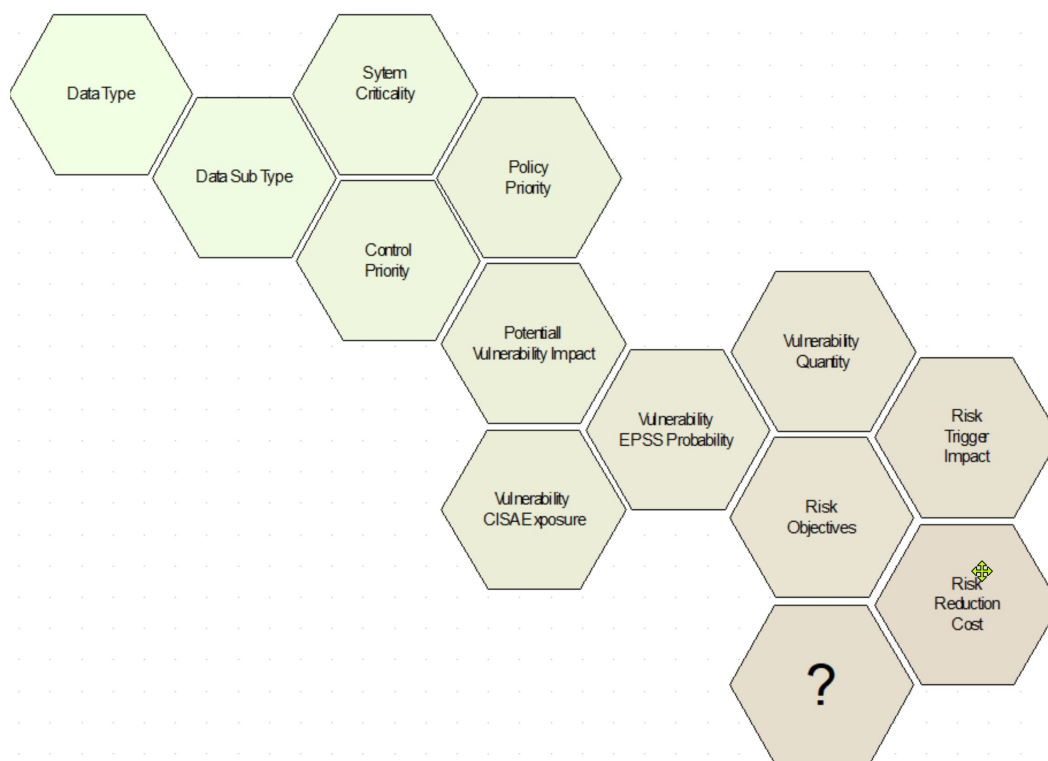 Data Type
Sytem
Criticality
Data Sub Type
Policy
Priority
Control
Priority
Potentiall
Vulnerability Impact
Vulnerability
Quantity
Vulnerability
EPSS Probability
Risk
Trigger
Impact
Vulnerability
CISA Exposure
Risk
Objectives
Risk
Reduction
Cost
?